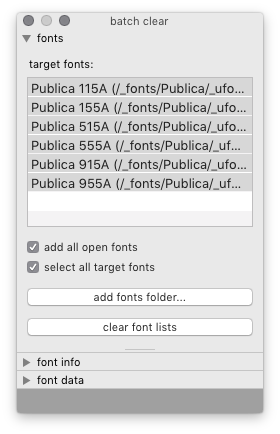 batch clear
fonts
target fonts:
Publica 115A (/_fonts/Publica/_ufo...
Publica 155A (/_fonts/Publica/_ufo...
Publica 515A (/_fonts/Publica/_ufo...
Publica 555A (/_fonts/Publica/_uf...
Publica 915A (/_fonts/Publica/_ufo...
Publica 955A (/_fonts/Publica/_uf...
add all open fonts
select all target fonts
add fonts folder...
clear font lists
font info
font data